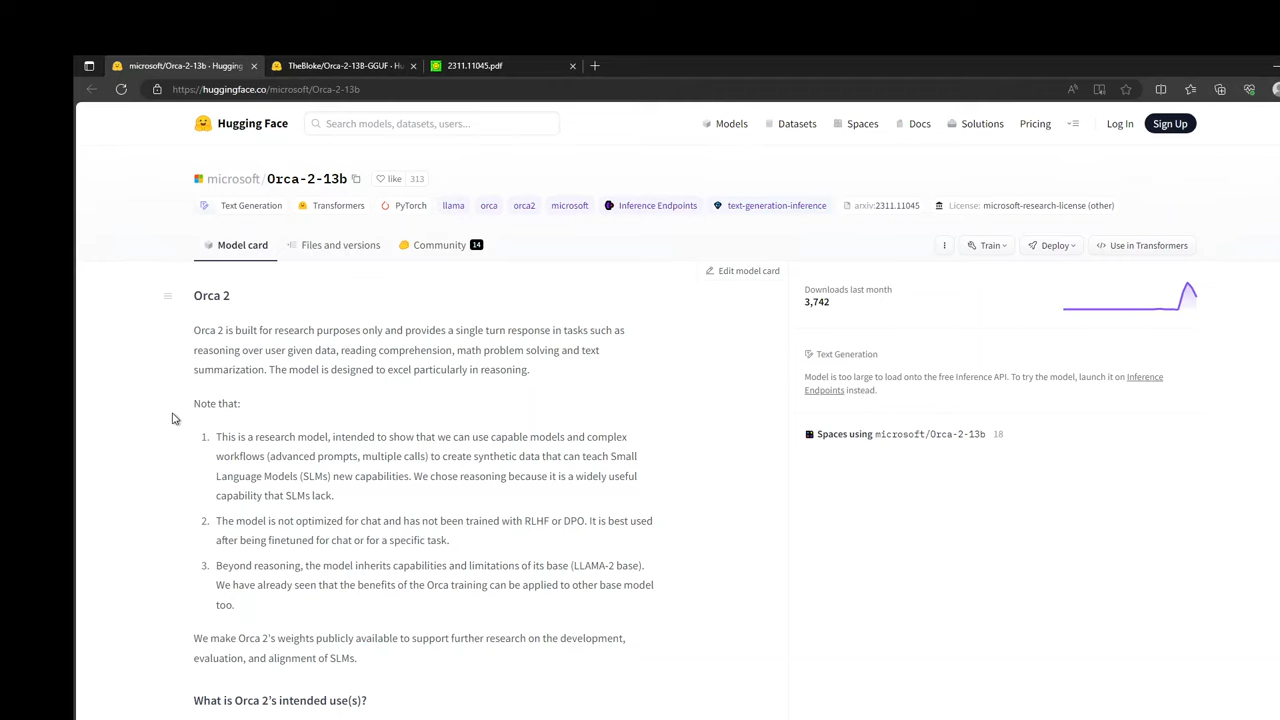 microsoft/Orca-2-13b · Hugging
TheBloke/Orca-2-13B-GGUF · Hu
2311.11045.pdf
https://huggingface.co/microsoft/Orca-2-13b
Hugging Face
Search models, datasets, users...
Models
Datasets
Spaces
Docs
Solutions
Pricing
Log In
Sign Up
microsoft/Orca-2-13b
like 313
Text Generation
Transformers
PyTorch
llama
orca
orca2
microsoft
Inference Endpoints
text-generation-inference
arxiv:2311.11045
License: microsoft-research-license (other)
Model card
Files and versions
Community 14
Train
Deploy
Use in Transformers
Edit model card
Orca 2
Orca 2 is built for research purposes only and provides a single turn response in tasks such as
reasoning over user given data, reading comprehension, math problem solving and text
summarization. The model is designed to excel particularly in reasoning.
Note that:
1. This is a research model, intended to show that we can use capable models and complex
workflows (advanced prompts, multiple calls) to create synthetic data that can teach Small
Language Models (SLMs) new capabilities. We chose reasoning because it is a widely useful
capability that SLMs lack.
2. The model is not optimized for chat and has not been trained with RLHF or DPO. It is best used
after being finetuned for chat or for a specific task.
3. Beyond reasoning, the model inherits capabilities and limitations of its base (LLAMA-2 base).
We have already seen that the benefits of the Orca training can be applied to other base model
too.
We make Orca 2's weights publicly available to support further research on the development,
evaluation, and alignment of SLMs.
What is Orca 2's intended use(s)?
Downloads last month
3,742
Text Generation
Model is too large to load onto the free Inference API. To try the model, launch it on Inference
Endpoints instead.
Spaces using microsoft/Orca-2-13b 18